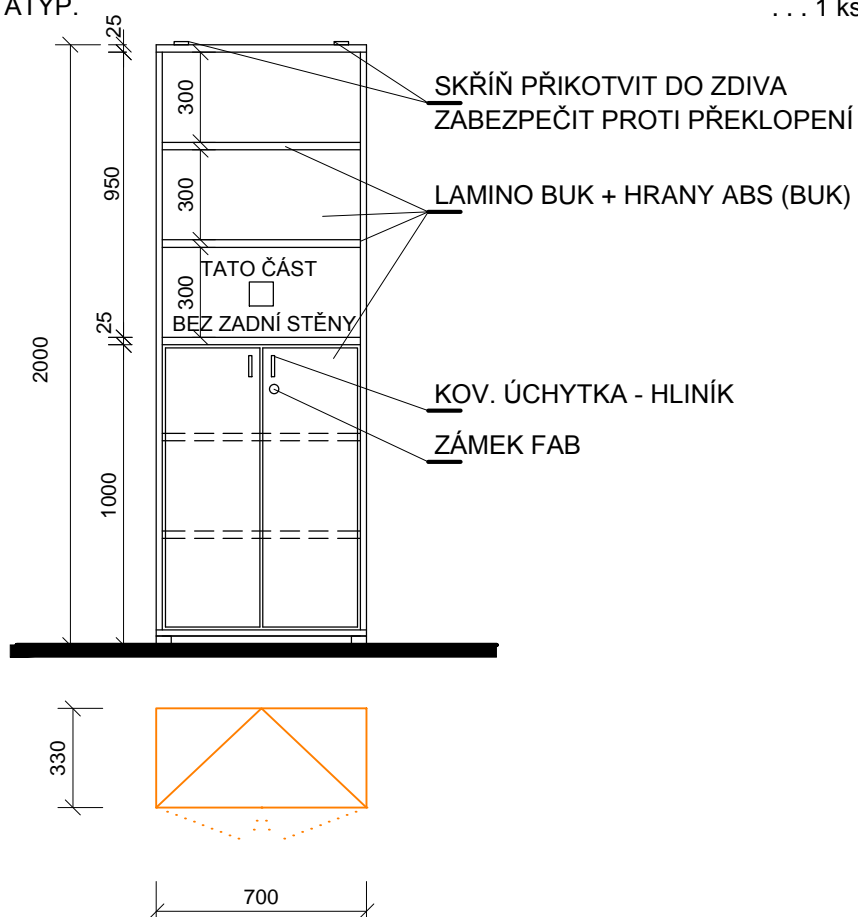 ATYP.
. . . 1 ks
25
SKŘÍŇ PŘIKOTVIT DO ZDIVA
ZABEZPEČIT PROTI PŘEKLOPENÍ
300
950
300
LAMINO BUK + HRANY ABS (BUK)
TATO ČÁST
300
BEZ ZADNÍ STĚNY
25
2000
KOV. ÚCHYTKA - HLINÍK
ZÁMEK FAB
1000
330
700